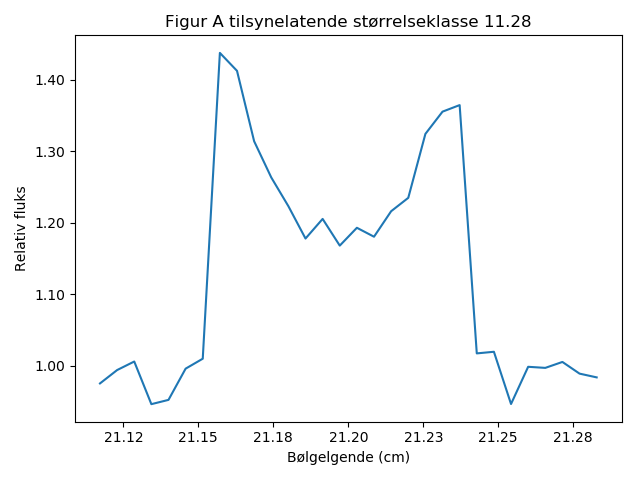 Figur A tilsynelatende størrelseklasse 11.28
1.40
1.30
1.20
1.10
1.00
Relativ fluks
21.12 21.15 21.18 21.20 21.23 21.25 21.28
Bølgelgende (cm)